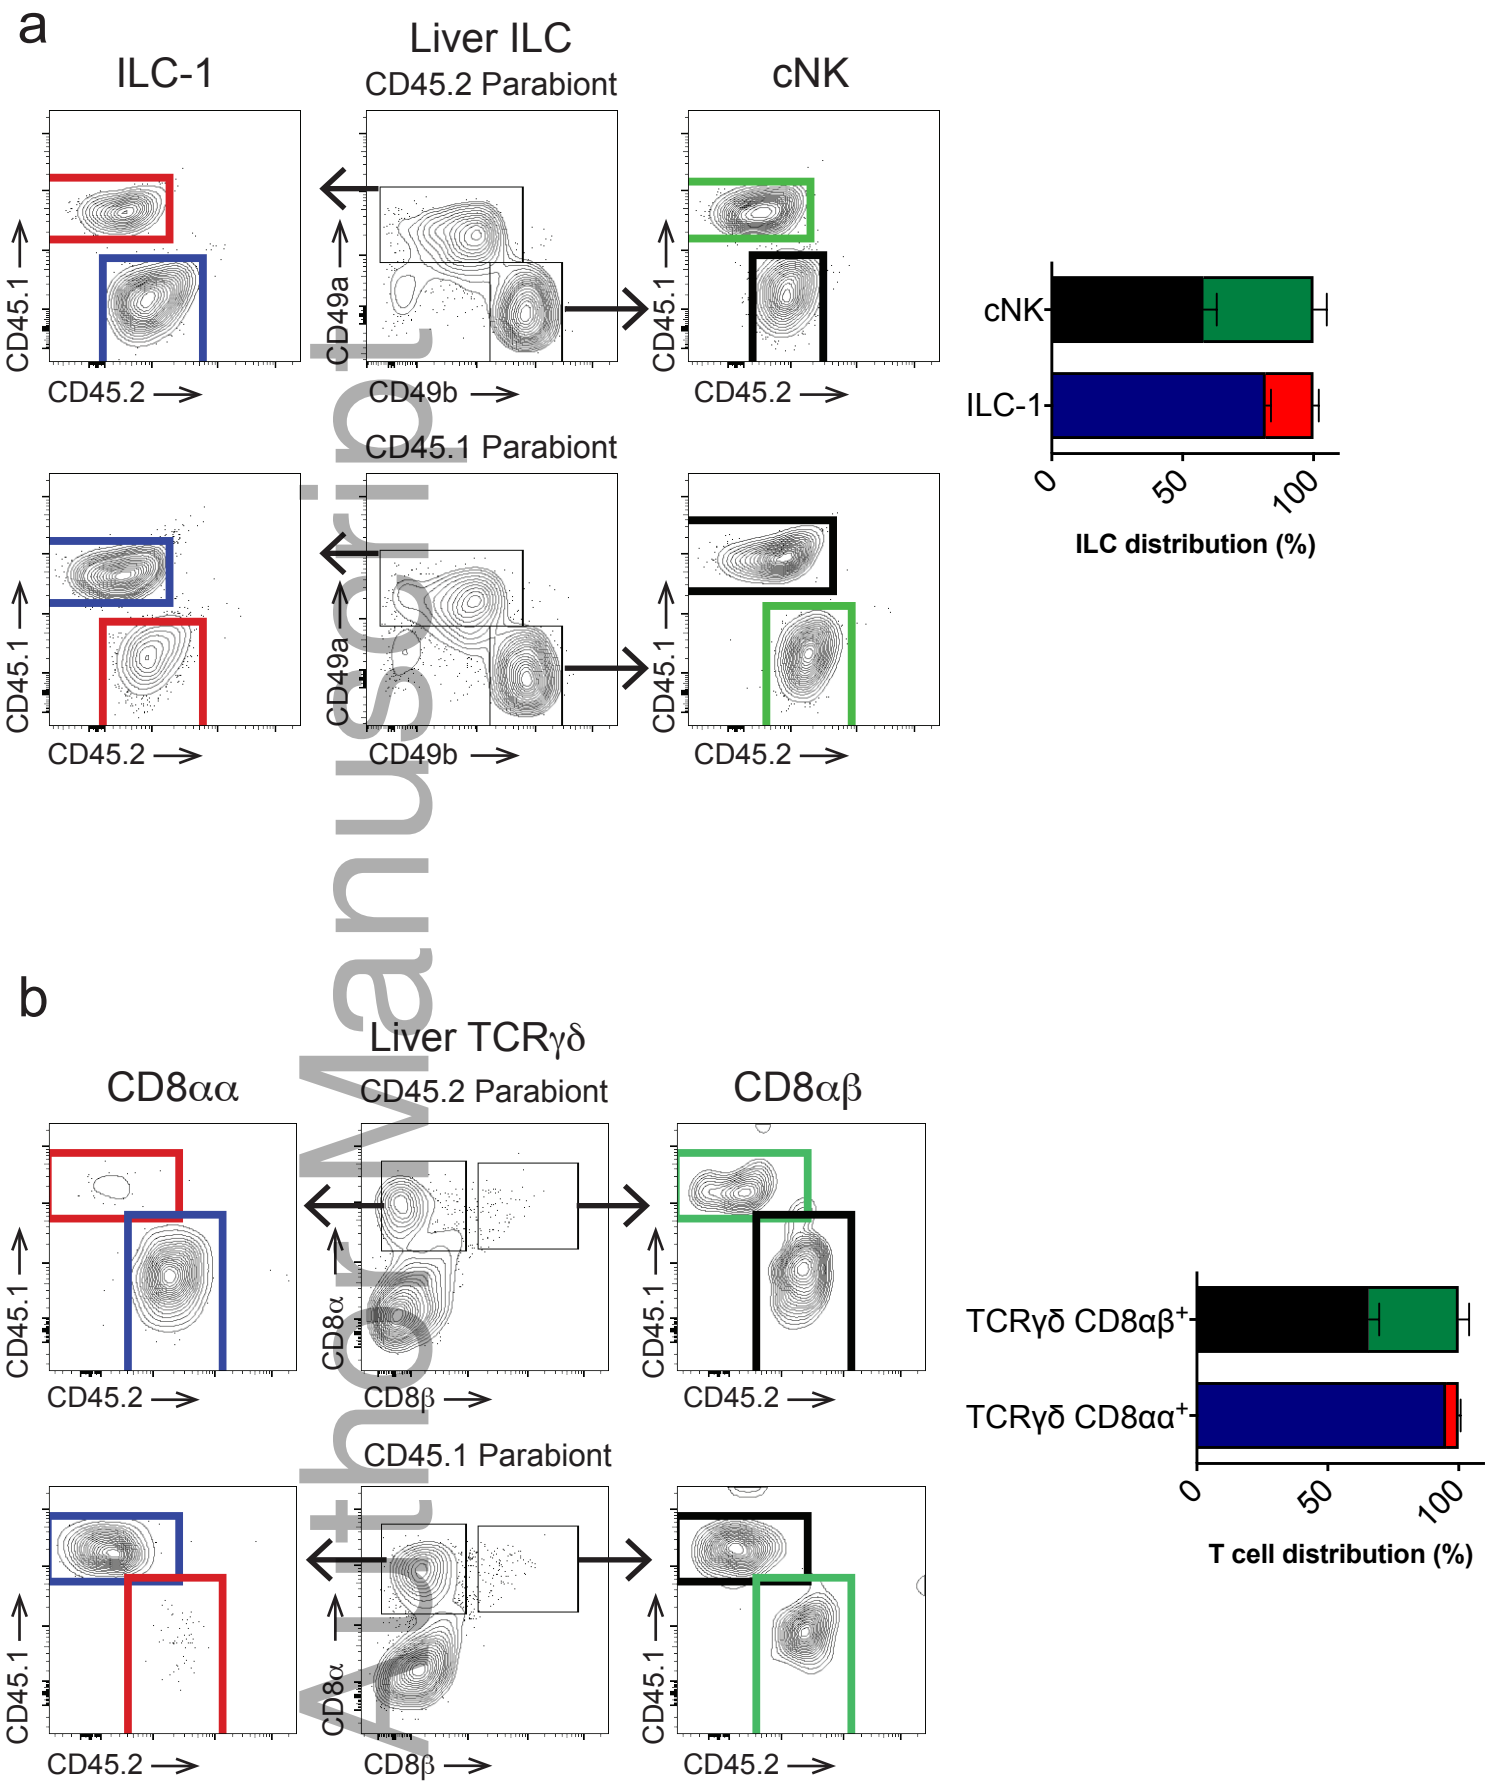 a
Liver ILC
ILC-1
CD45.2 Parabiont
cNK
CD45.1
CD45.2
CD49a
CD49b
CD45.1
CD45.2
cNK
ILC-1
0
50
100
ILC distribution (%)
CD45.1 Parabiont
CD45.1
CD45.2
CD49a
CD49b
CD45.1
CD45.2
b
Liver TCRγδ
CD8αα
CD45.2 Parabiont
CD8αβ
CD45.1
CD45.2
CD8α
CD8β
CD45.1
CD45.2
TCRγδ CD8αβ⁺
TCRγδ CD8αα⁺
0
50
100
T cell distribution (%)
CD45.1 Parabiont
CD45.1
CD45.2
CD8α
CD8β
CD45.1
CD45.2
Author Manuscript